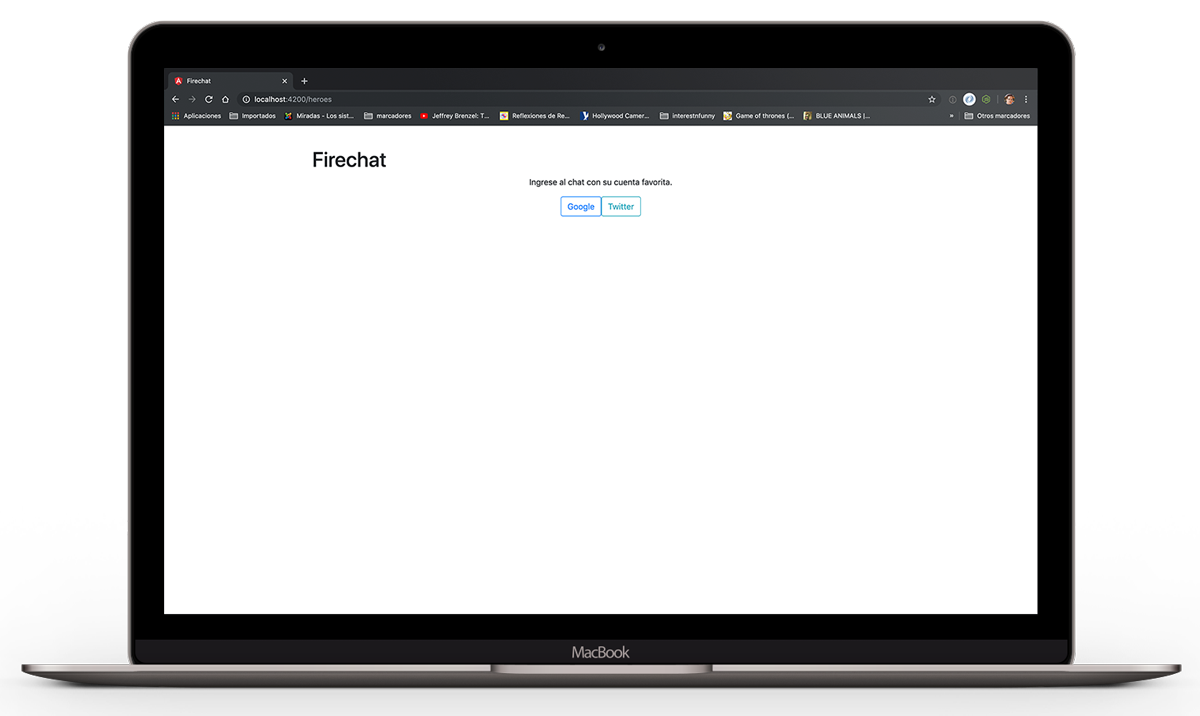 Firechat
localhost:4200/heroes
Aplicaciones Importados Miradas - Los sist... marcadores Jeffrey Brenzel: T... Reflexiones de Re... Hollywood Camer... interestnfunny Game of thrones (... BLUE ANIMALS |... » Otros marcadores
Firechat
Ingrese al chat con su cuenta favorita.
Google Twitter
MacBook